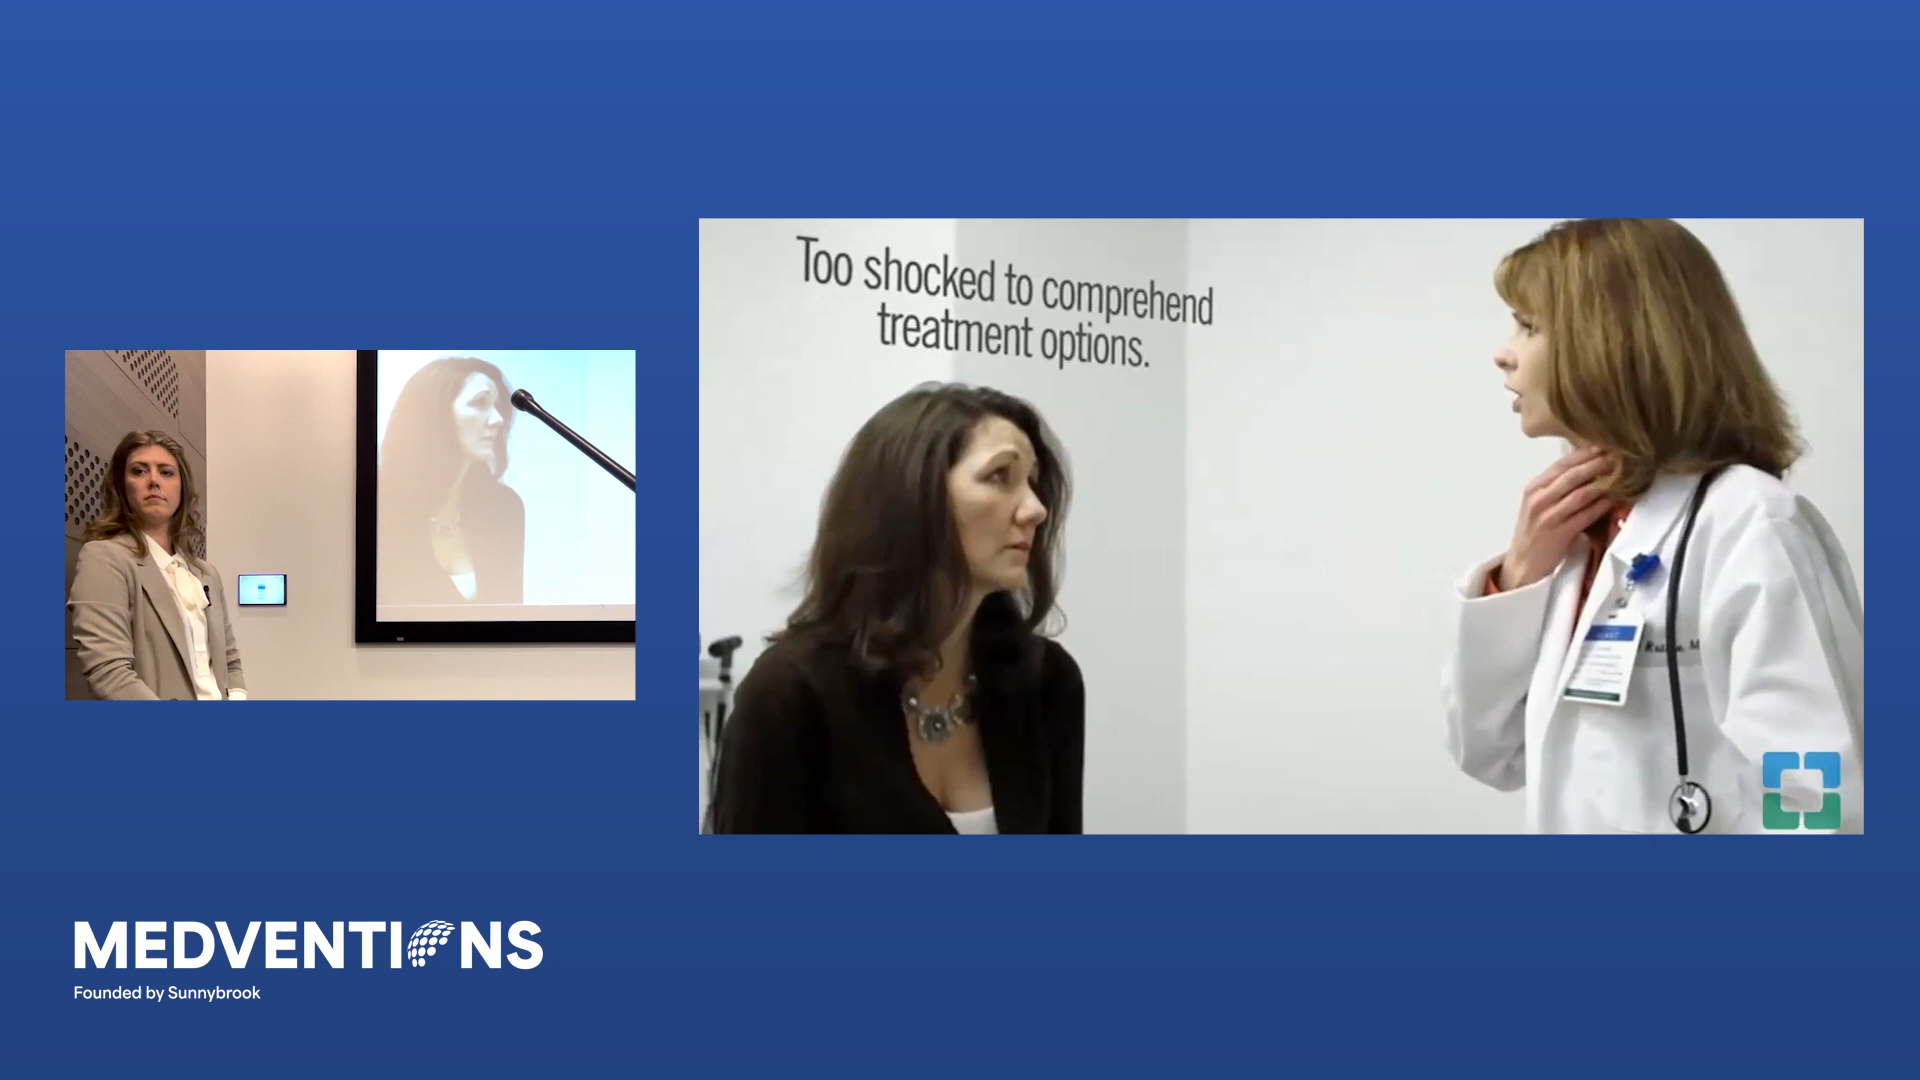 Too shocked to comprehend
treatment options.
MEDVENTIONS
Founded by Sunnybrook